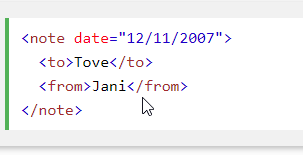 <note date="12/11/2007">
  <to>Tove</to>
  <from>Jani</from>
</note>